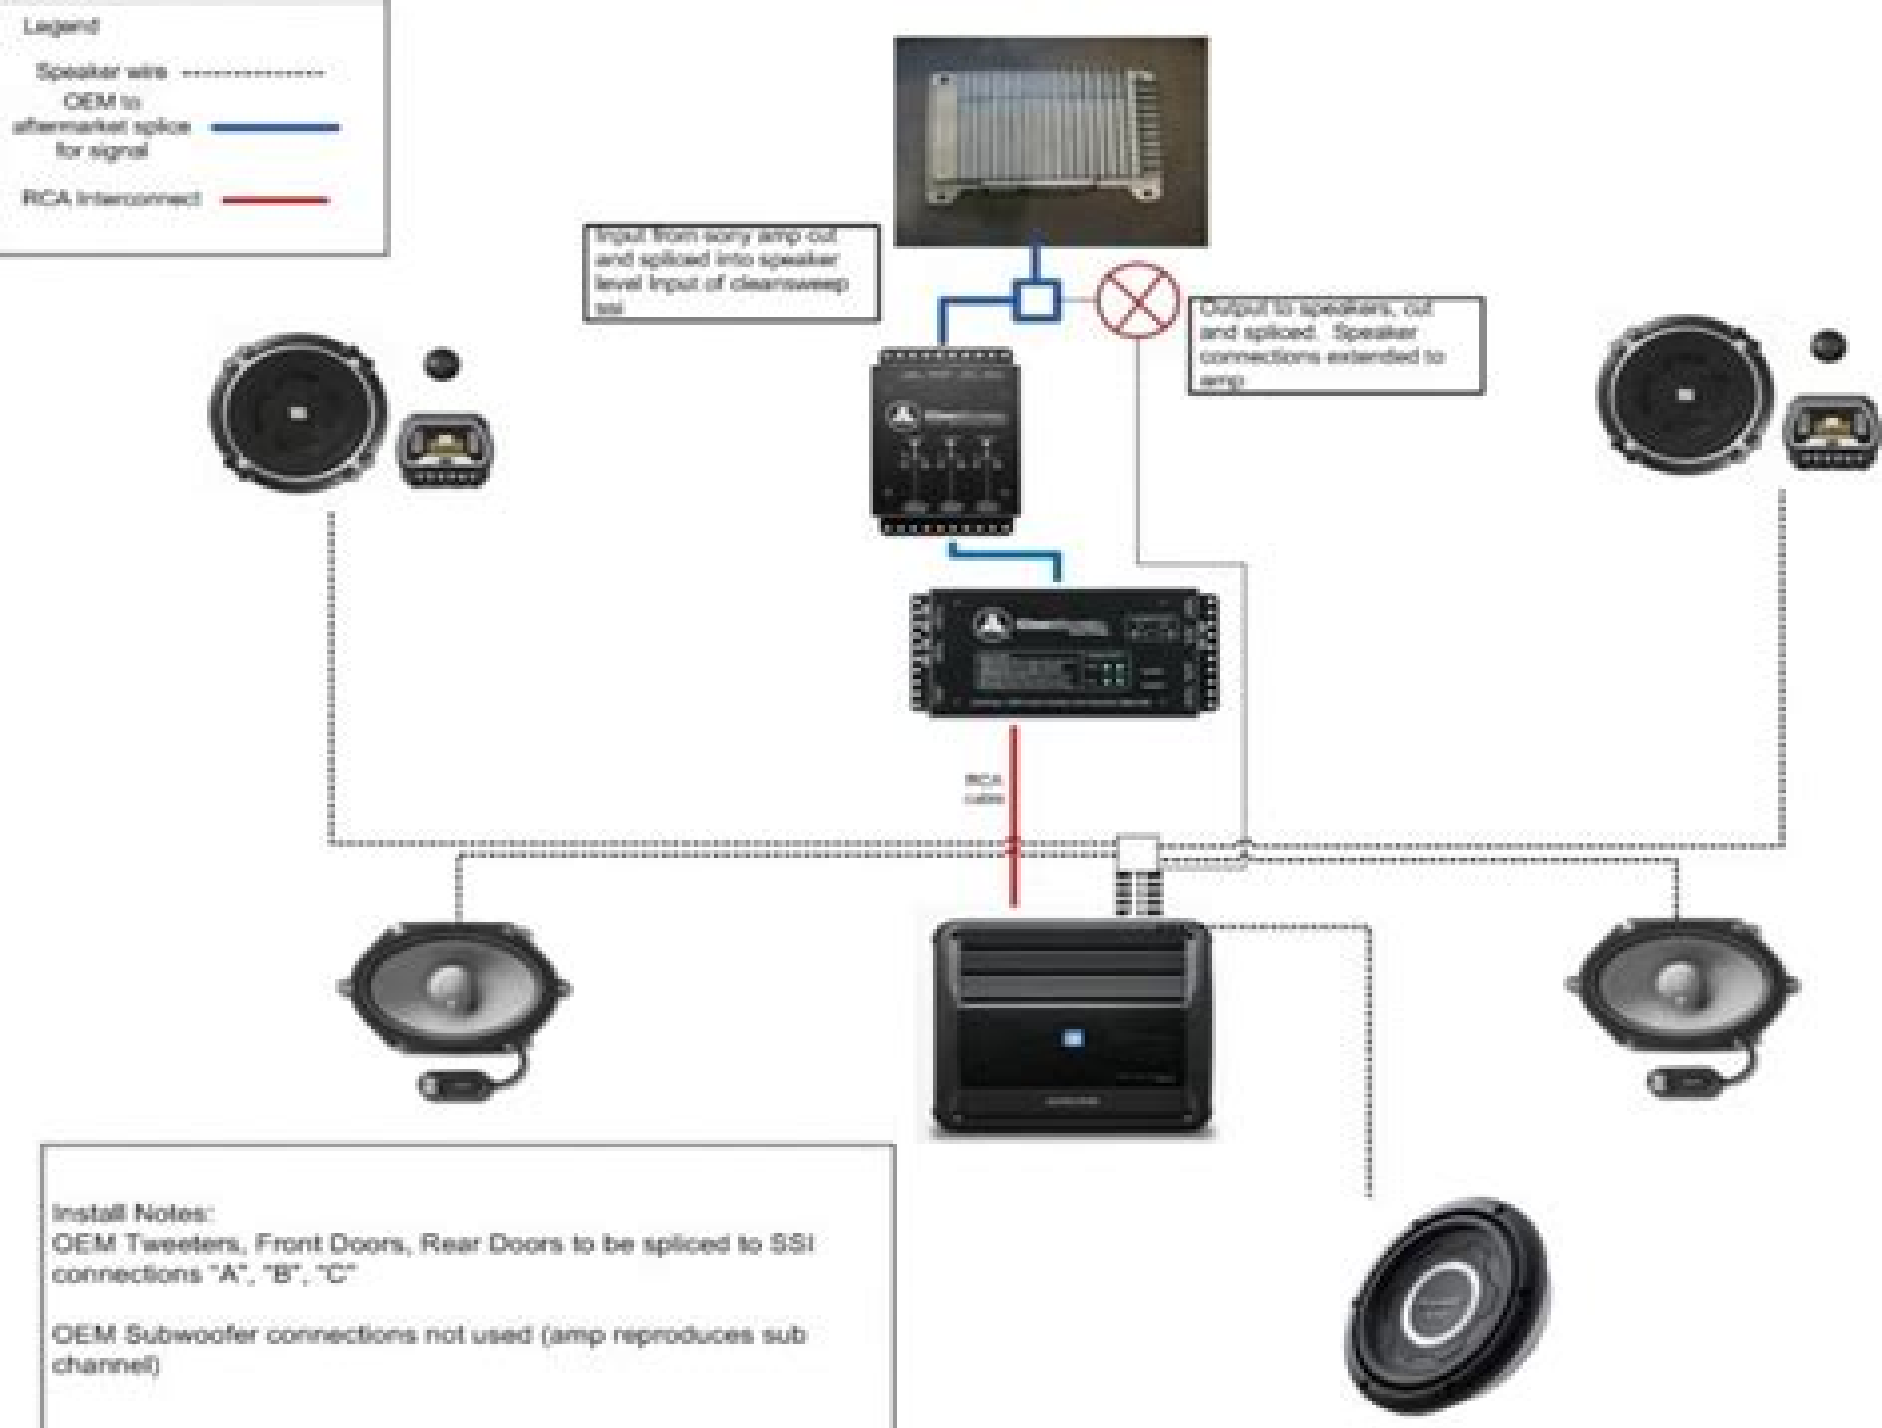 Legend
Speaker wire
OEM to
aftermarket splice
for signal
RCA Interconnect
Input from sony amp cut
and spliced into speaker
level input of cleansweep
ssi
Output to speakers, cut
and spliced. Speaker
connections extended to
amp
RCA
cable
Install Notes:
OEM Tweeters, Front Doors, Rear Doors to be spliced to SSI
connections "A", "B", "C"
OEM Subwoofer connections not used (amp reproduces sub
channel)